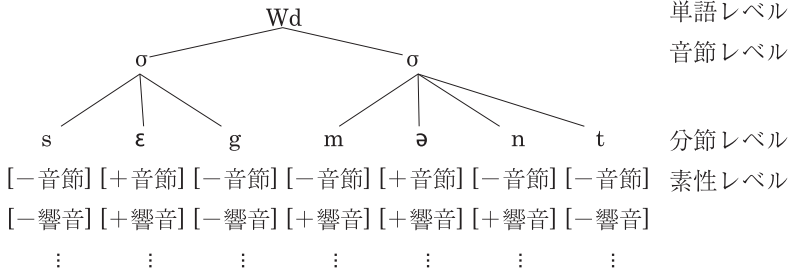 Wd 単語レベル
σ σ 音節レベル
s ɛ g m ə n t 分節レベル
[－音節] [＋音節] [－音節] [－音節] [＋音節] [－音節] [－音節] 素性レベル
[－響音] [＋響音] [－響音] [＋響音] [＋響音] [＋響音] [－響音]
⋮ ⋮ ⋮ ⋮ ⋮ ⋮ ⋮